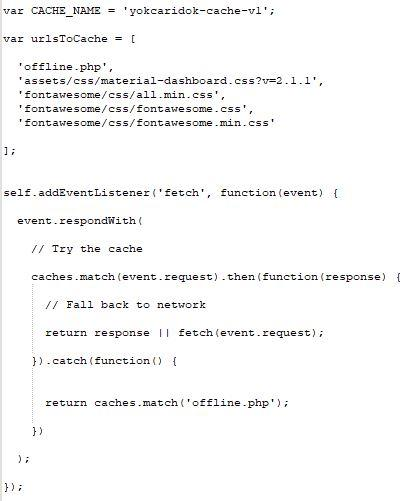 var CACHE_NAME = 'yokcaridok-cache-v1';
var urlsToCache = [
'offline.php',
'assets/css/material-dashboard.css?v=2.1.1',
'fontawesome/css/all.min.css',
'fontawesome/css/fontawesome.css',
'fontawesome/css/fontawesome.min.css'
];
self.addEventListener('fetch', function(event) {
event.respondWith(
// Try the cache
caches.match(event.request).then(function(response) {
// Fall back to network
return response || fetch(event.request);
}).catch(function() {
return caches.match('offline.php');
})
);
});